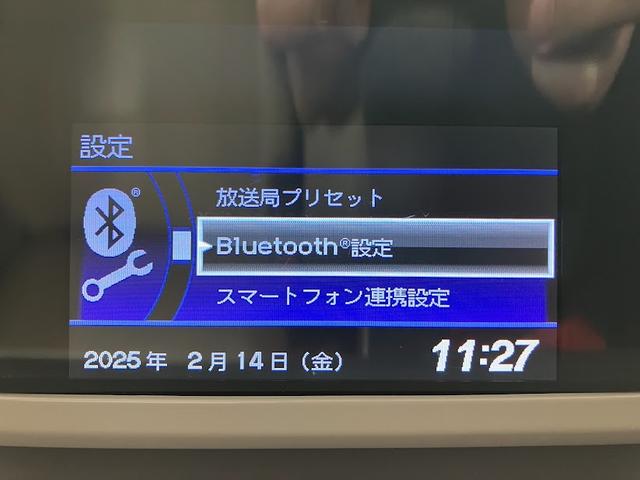 設定
®
放送局プリセット
Bluetooth®設定
スマートフォン連携設定
2025年 2月14日（金） 11:27